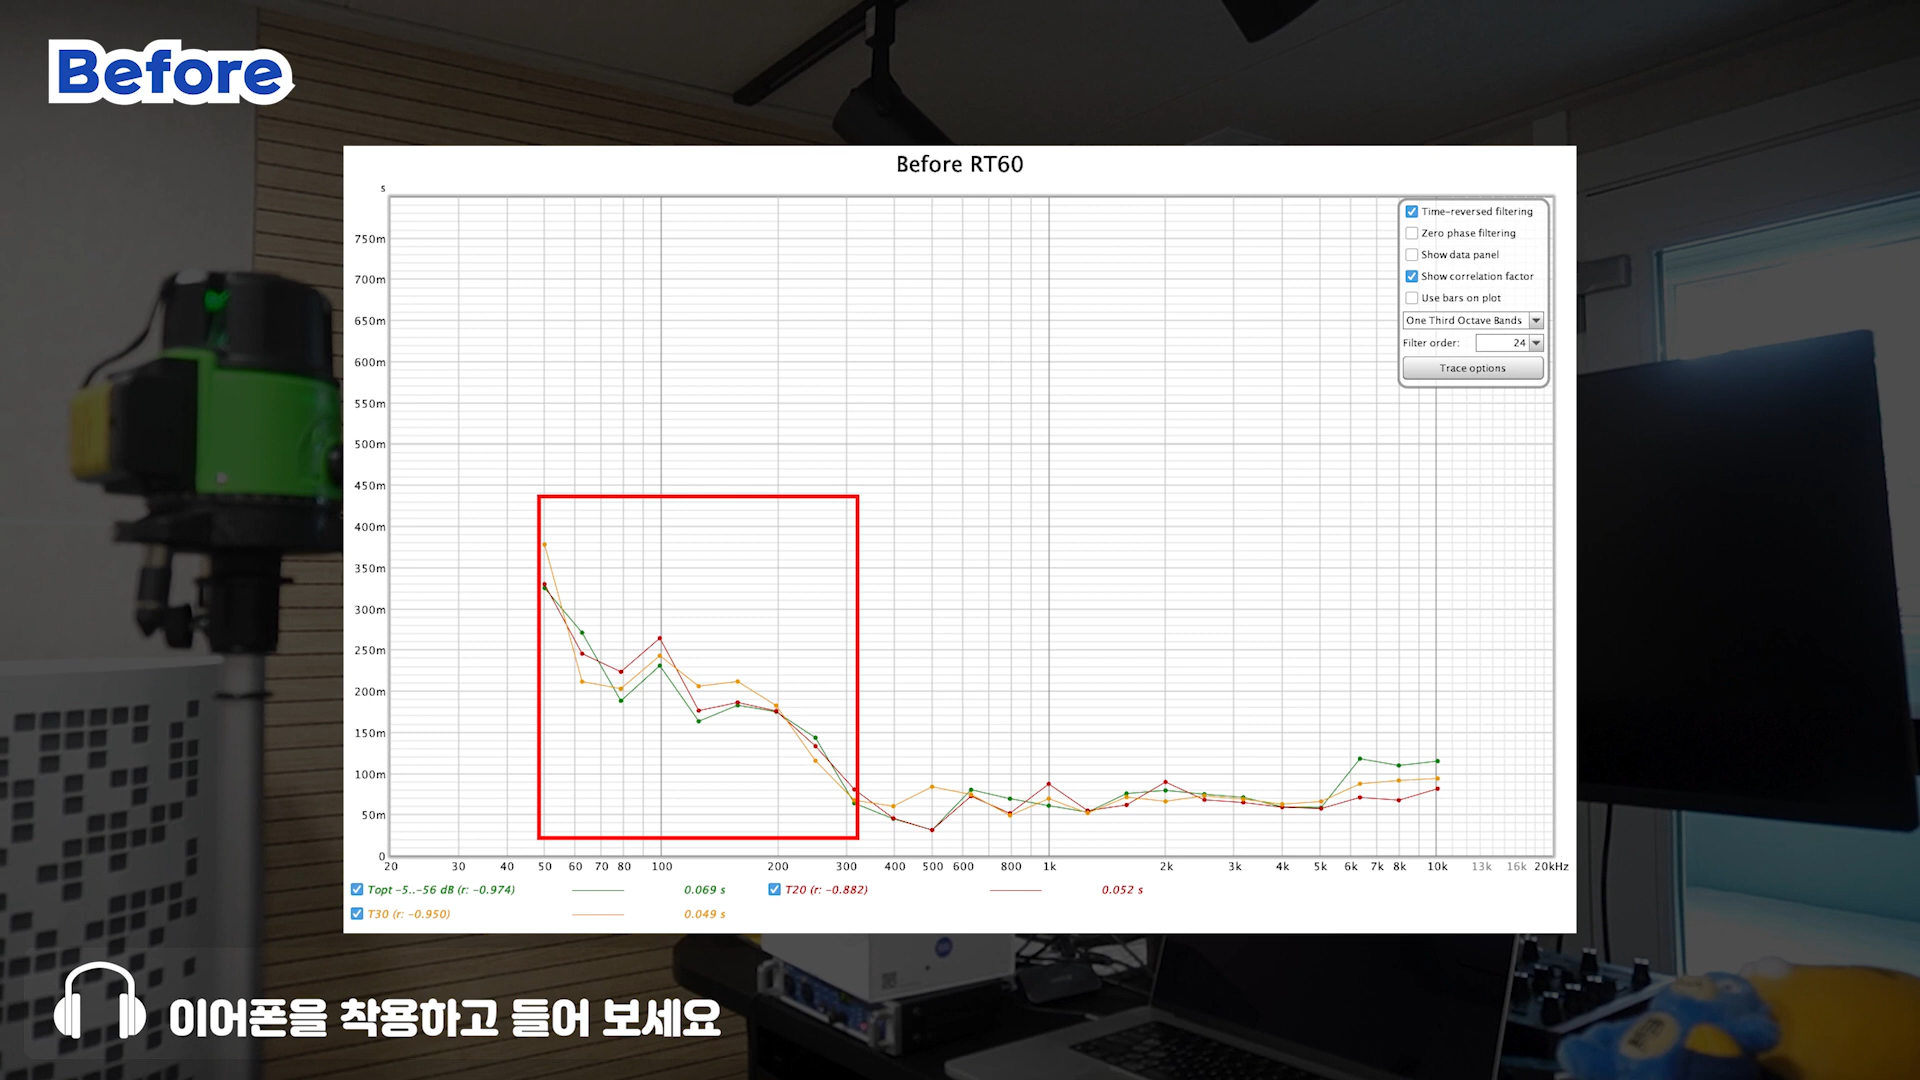 Before
Before RT60
s
750m
700m
650m
600m
550m
500m
450m
400m
350m
300m
250m
200m
150m
100m
50m
0
20 30 40 50 60 70 80 100 200 300 400 500 600 800 1k 2k 3k 4k 5k 6k 7k 8k 10k 13k 16k 20kHz
Time-reversed filtering
Zero phase filtering
Show data panel
Show correlation factor
Use bars on plot
One Third Octave Bands
Filter order: 24
Trace options
Topt -5..-56 dB (r: -0.974) 0.069 s T20 (r: -0.882) 0.052 s
T30 (r: -0.950) 0.049 s
이어폰을 착용하고 들어 보세요